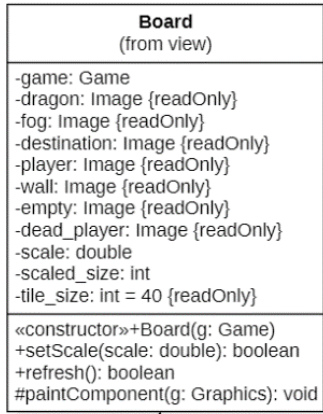 Board
(from view)
-game: Game
-dragon: Image {readOnly}
-fog: Image {readOnly}
-destination: Image {readOnly}
-player: Image {readOnly}
-wall: Image {readOnly}
-empty: Image {readOnly}
-dead_player: Image {readOnly}
-scale: double
-scaled_size: int
-tile_size: int = 40 {readOnly}
«constructor»+Board(g: Game)
+setScale(scale: double): boolean
+refresh(): boolean
#paintComponent(g: Graphics): void